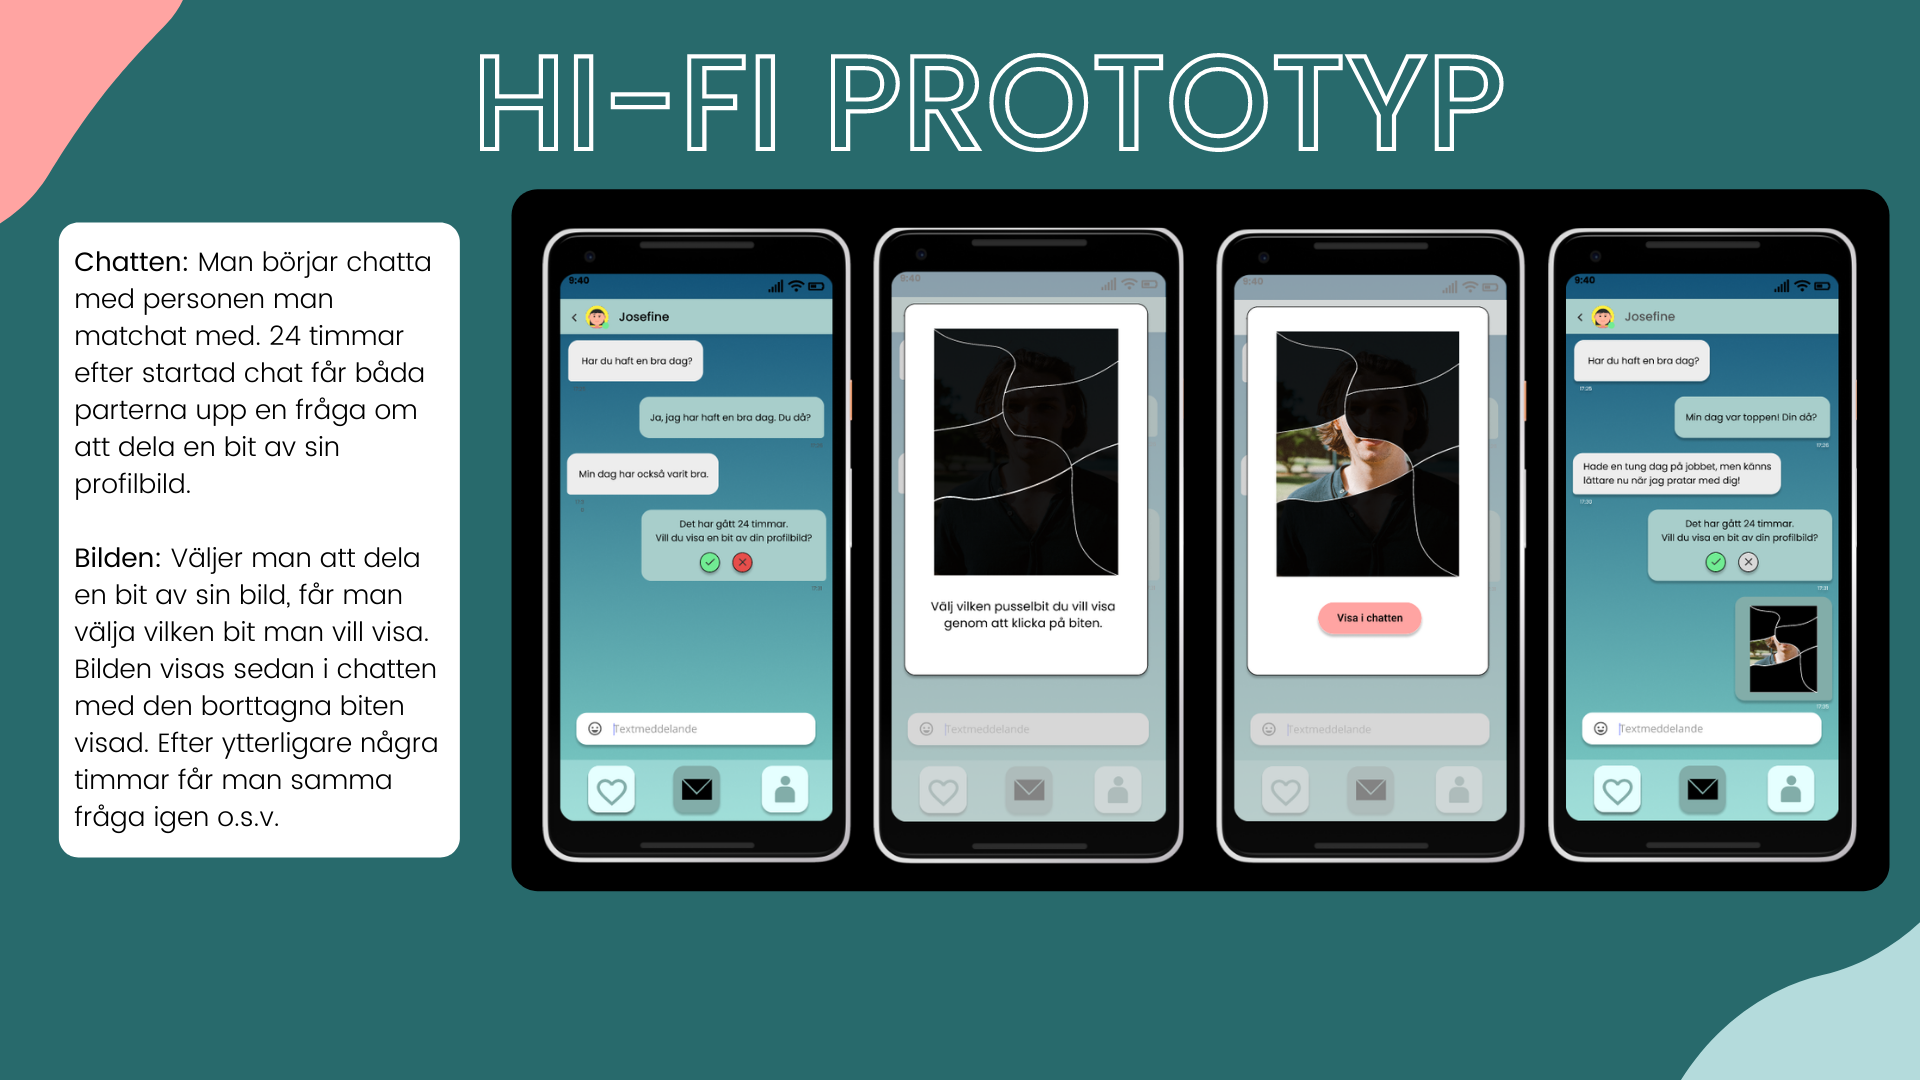 HI-FI PROTOTYP
Chatten: Man börjar chatta
med personen man
matchat med. 24 timmar
efter startad chat får båda
parterna upp en fråga om
att dela en bit av sin
profilbild.
Bilden: Väljer man att dela
en bit av sin bild, får man
välja vilken bit man vill visa.
Bilden visas sedan i chatten
med den borttagna biten
visad. Efter ytterligare några
timmar får man samma
fråga igen o.s.v.
9:40
Josefine
Har du haft en bra dag?
Ja, jag har haft en bra dag. Du då?
Min dag har också varit bra.
Det har gått 24 timmar.
Vill du visa en bit av din profilbild?
Textmeddelande
9:40
Välj vilken pusselbit du vill visa
genom att klicka på biten.
Textmeddelande
9:40
Visa i chatten
Textmeddelande
9:40
Josefine
Har du haft en bra dag?
17:25
Min dag var toppen! Din då?
Hade en tung dag på jobbet, men känns
lättare nu när jag pratar med dig!
Det har gått 24 timmar.
Vill du visa en bit av din profilbild?
Textmeddelande